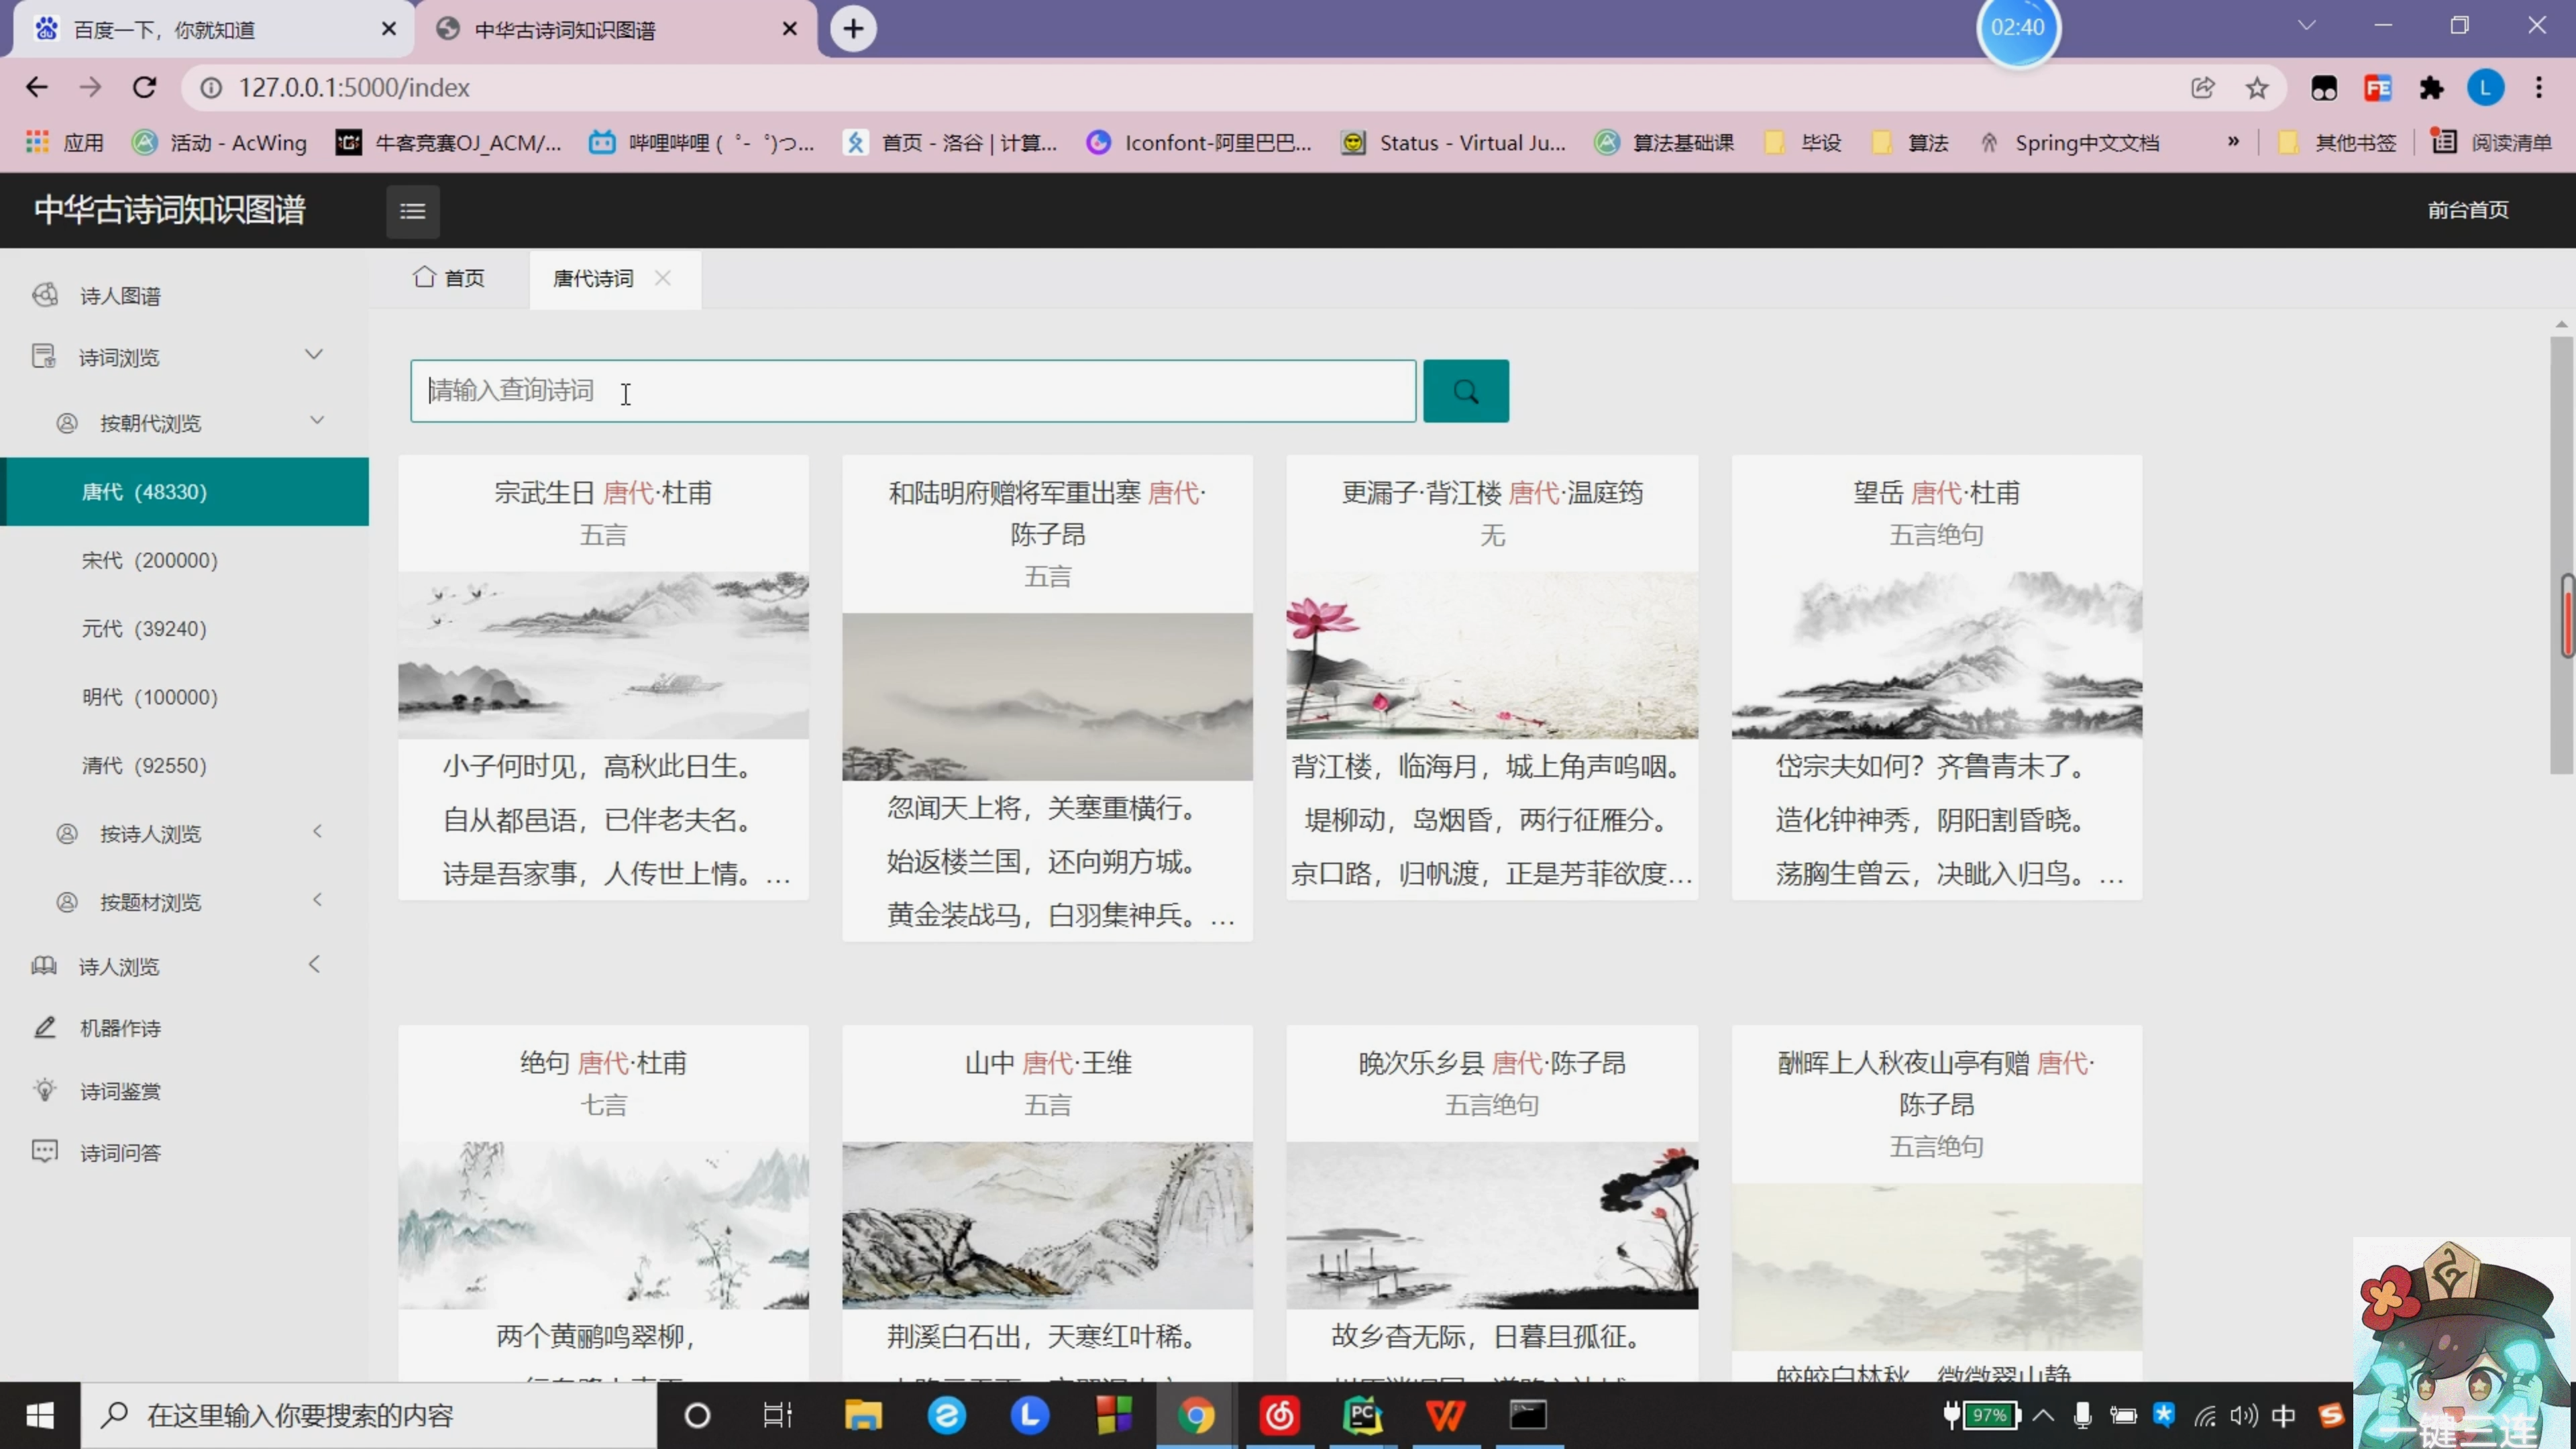 百度一下，你就知道
中华古诗词知识图谱
02:40
127.0.0.1:5000/index
L
应用
活动 - AcWing
牛客竞赛OJ_ACM/...
哔哩哔哩 ( ゜- ゜)つ...
首页 - 洛谷 | 计算...
Iconfont-阿里巴巴...
Status - Virtual Ju...
算法基础课
毕设
算法
Spring中文文档
»
其他书签
阅读清单
中华古诗词知识图谱
前台首页
诗人图谱
诗词浏览
按朝代浏览
唐代 (48330)
宋代 (200000)
元代 (39240)
明代 (100000)
清代 (92550)
按诗人浏览
按题材浏览
诗人浏览
机器作诗
诗词鉴赏
诗词问答
首页
唐代诗词
请输入查询诗词
宗武生日 唐代·杜甫
五言
小子何时见，高秋此日生。
自从都邑语，已伴老夫名。
诗是吾家事，人传世上情。...
和陆明府赠将军重出塞 唐代·
陈子昂
五言
忽闻天上将，关塞重横行。
始返楼兰国，还向朔方城。
黄金装战马，白羽集神兵。...
更漏子·背江楼 唐代·温庭筠
无
背江楼，临海月，城上角声呜咽。
堤柳动，岛烟昏，两行征雁分。
京口路，归帆渡，正是芳菲欲度...
望岳 唐代·杜甫
五言绝句
岱宗夫如何？齐鲁青未了。
造化钟神秀，阴阳割昏晓。
荡胸生曾云，决眦入归鸟。...
绝句 唐代·杜甫
七言
两个黄鹂鸣翠柳，
山中 唐代·王维
五言
荆溪白石出，天寒红叶稀。
晚次乐乡县 唐代·陈子昂
五言绝句
故乡杳无际，日暮且孤征。
酬晖上人秋夜山亭有赠 唐代·
陈子昂
五言绝句
皎皎白林秋，微微翠山静。
在这里输入你要搜索的内容
97%
中
一键三连